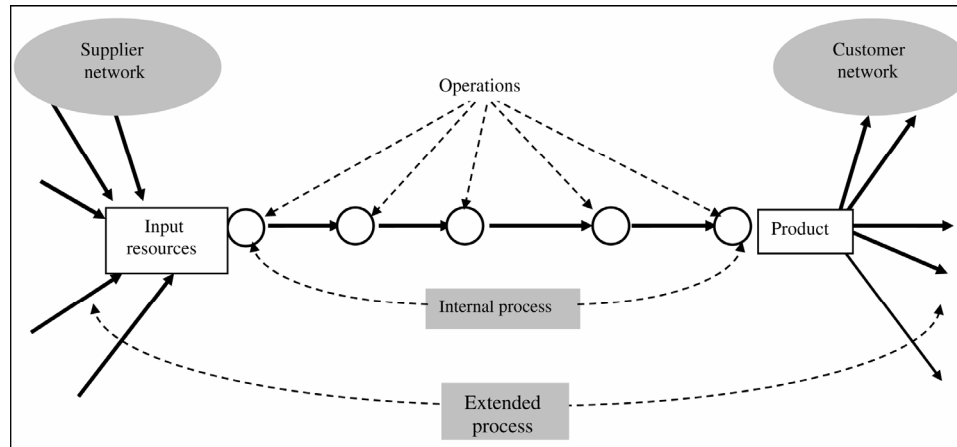 Supplier
network
Customer
network
Operations
Input
resources
Product
Internal process
Extended
process